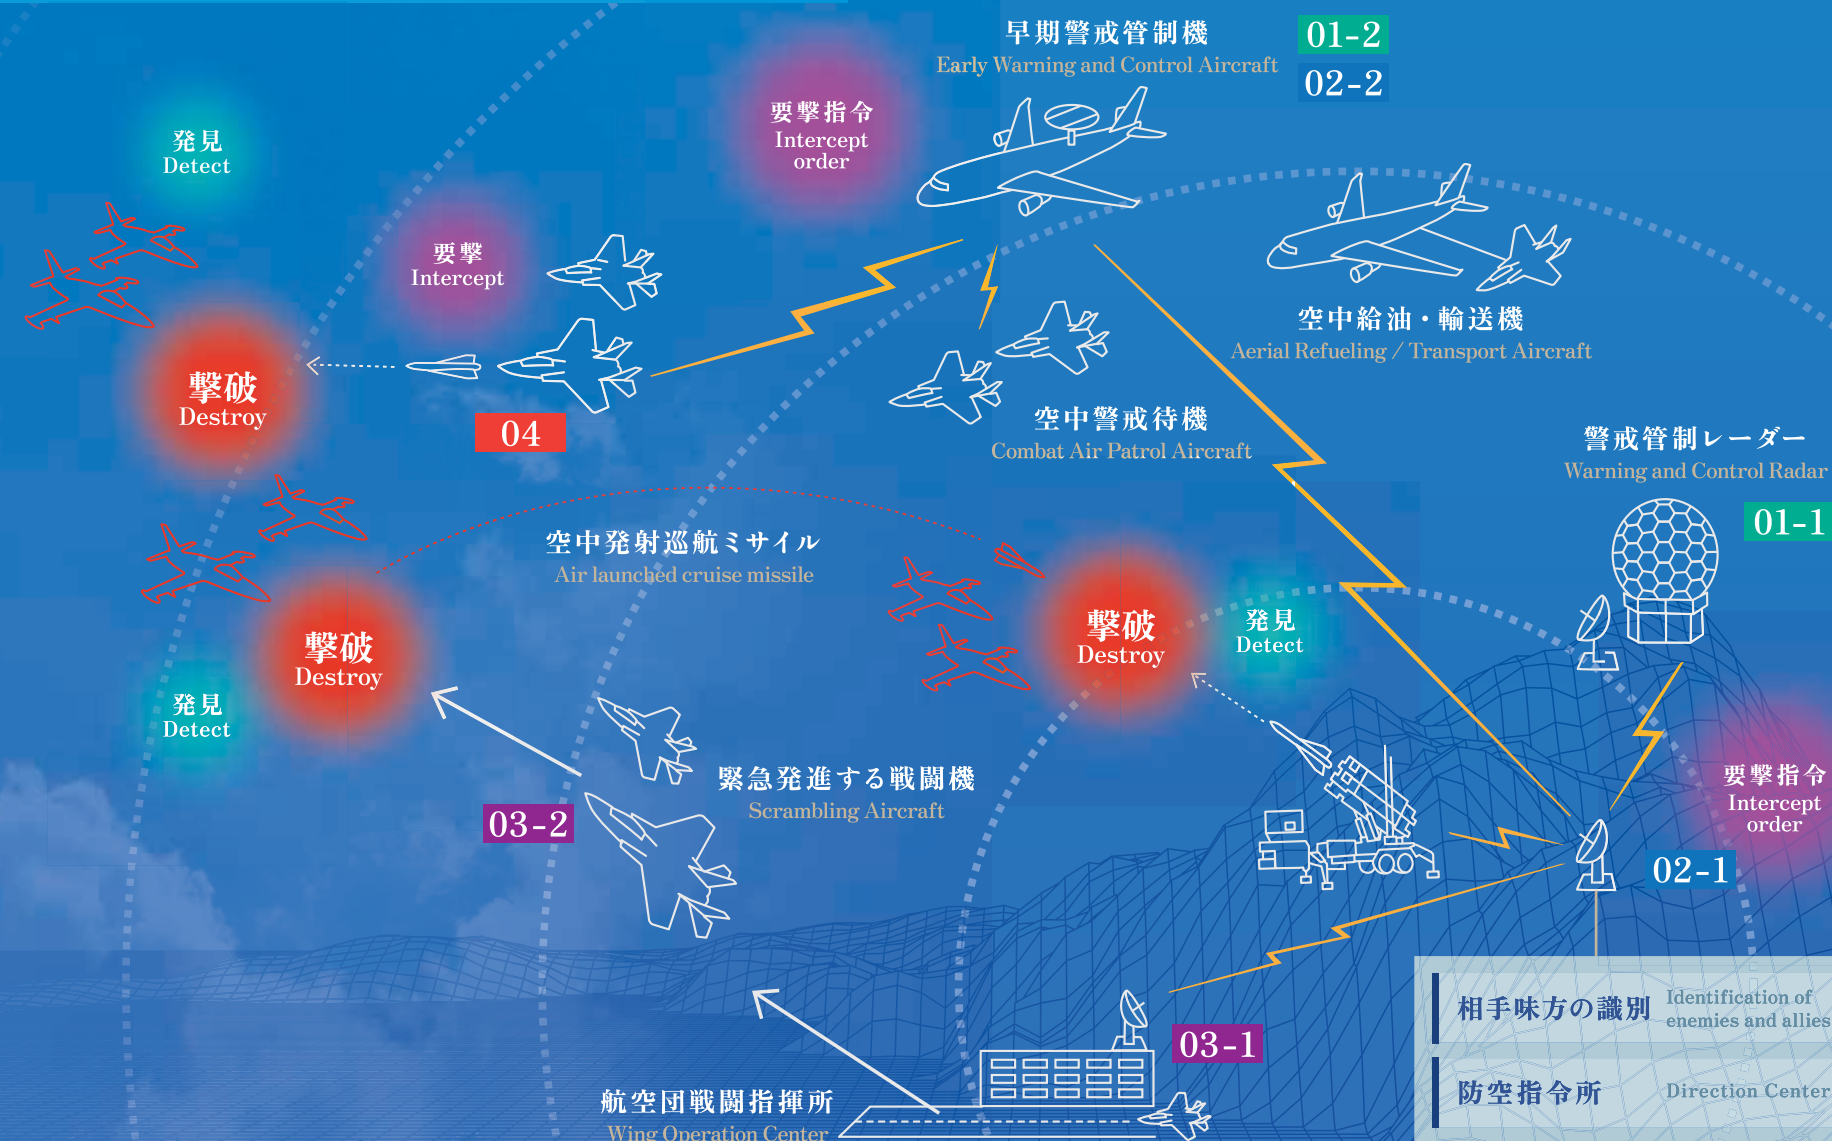 早期警戒管制機
Early Warning and Control Aircraft
01-2
02-2
要撃指令
Intercept
order
発見
Detect
要撃
Intercept
空中給油・輸送機
Aerial Refueling / Transport Aircraft
撃破
Destroy
04
空中警戒待機
Combat Air Patrol Aircraft
警戒管制レーダー
Warning and Control Radar
01-1
空中発射巡航ミサイル
Air launched cruise missile
撃破
Destroy
発見
Detect
撃破
Destroy
発見
Detect
緊急発進する戦闘機
Scrambling Aircraft
03-2
要撃指令
Intercept
order
02-1
相手味方の識別
Identification of
enemies and allies
03-1
防空指令所
Direction Center
航空団戦闘指揮所
Wing Operation Center